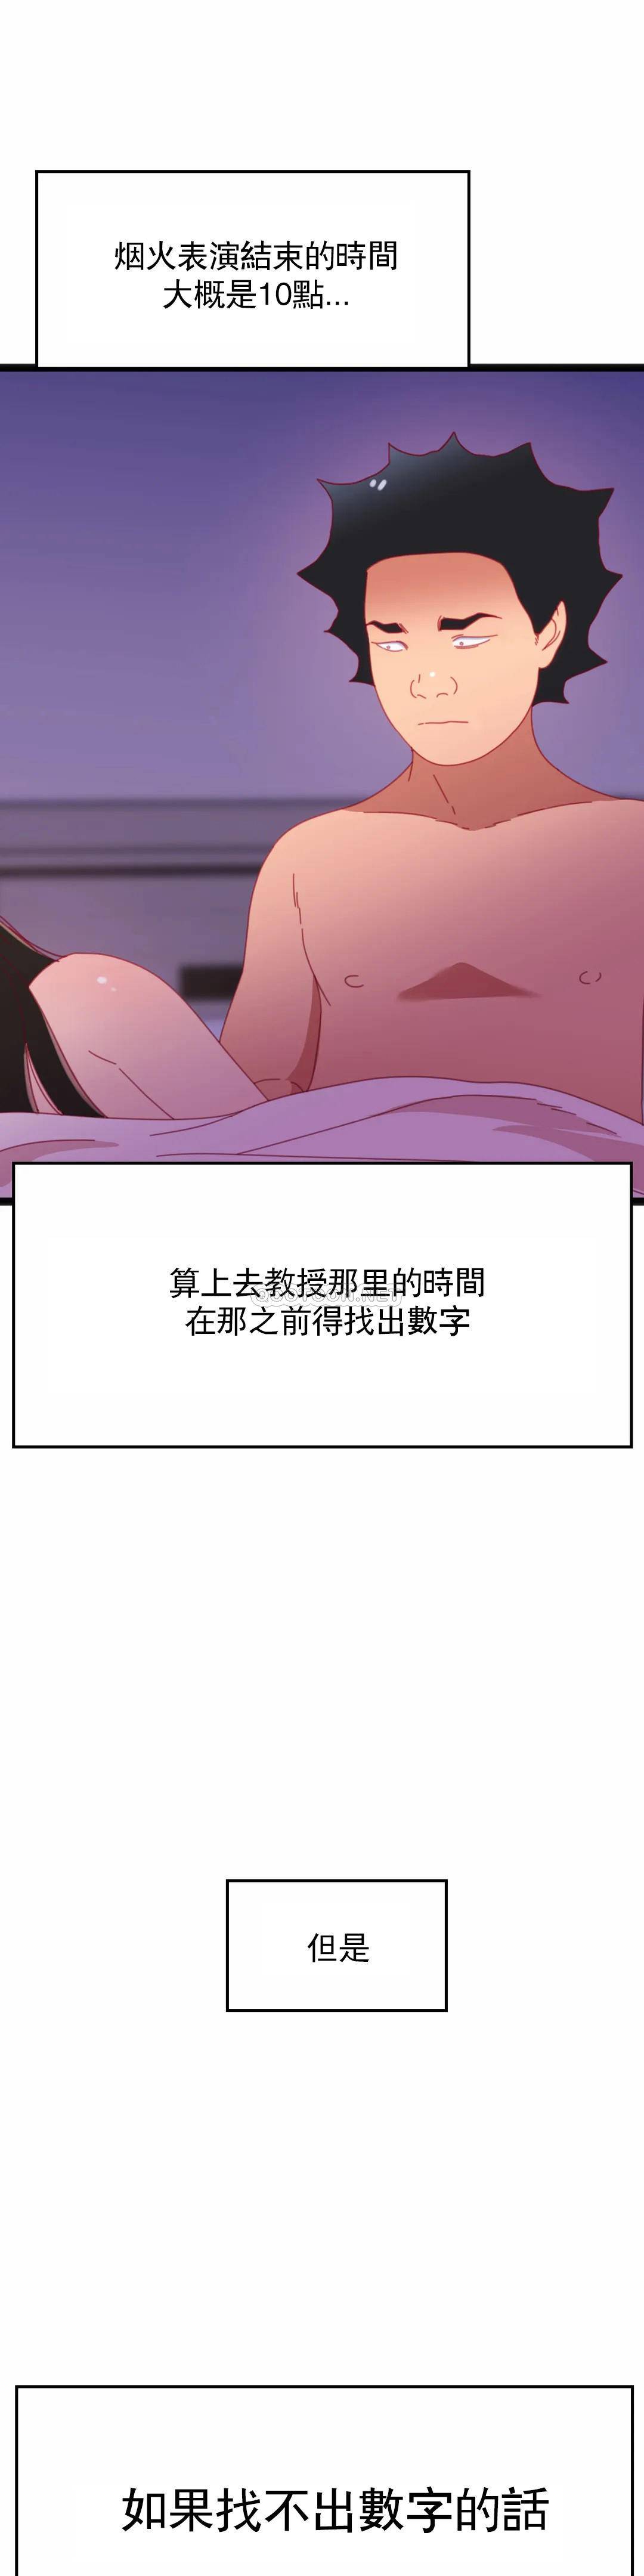 烟火表演結束的時間
大概是10點...
算上去教授那里的時間
在那之前得找出數字
但是
如果找不出數字的話